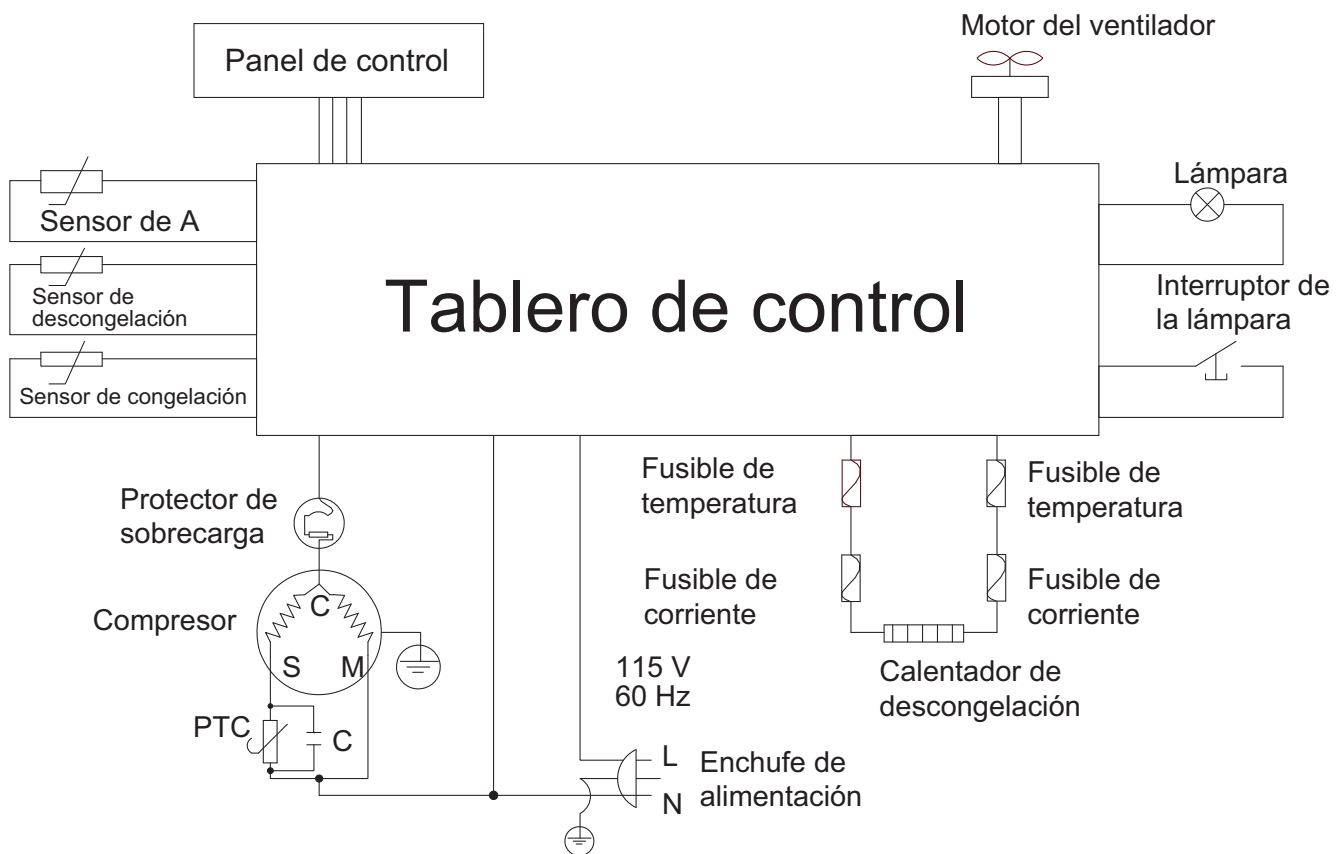 Motor del ventilador
Panel de control
Lámpara
Sensor de A
Sensor de
descongelación
Sensor de congelación
Tablero de control
Interruptor de
la lámpara
Protector de
sobrecarga
Fusible de
temperatura
Fusible de
temperatura
Compresor
C
S M
Fusible de
corriente
Fusible de
corriente
115 V
60 Hz
Calentador de
descongelación
PTC
C
L
N
Enchufe de
alimentación